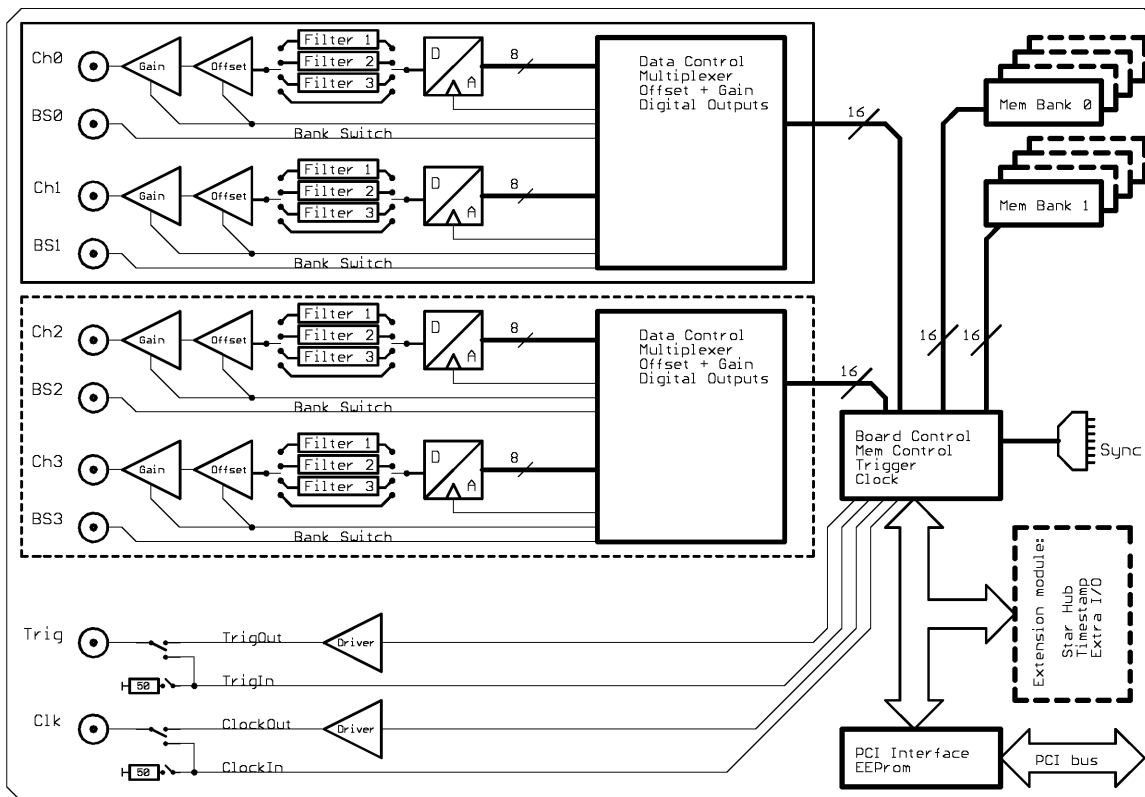 Ch0
Gain
Offset
Filter 1
Filter 2
Filter 3
D
A
8
BS0
Bank Switch
Ch1
Gain
Offset
Filter 1
Filter 2
Filter 3
D
A
8
BS1
Bank Switch
Data Control
Multiplexer
Offset + Gain
Digital Outputs
16
Mem Bank 0
Mem Bank 1
16
16
Ch2
Gain
Offset
Filter 1
Filter 2
Filter 3
D
A
8
BS2
Bank Switch
Ch3
Gain
Offset
Filter 1
Filter 2
Filter 3
D
A
8
BS3
Bank Switch
Data Control
Multiplexer
Offset + Gain
Digital Outputs
16
Board Control
Mem Control
Trigger
Clock
Sync
Extension module:
Star Hub
Timestamp
Extra I/O
Trig
TrigOut
Driver
50
TrigIn
Clk
ClockOut
Driver
50
ClockIn
PCI Interface
EEProm
PCI bus